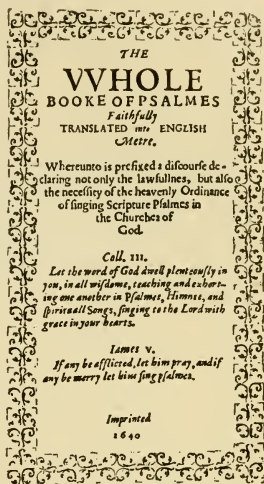 THE
VVHOLE
BOOKE OF PSALMES
Faithfully
TRANSLATED into ENGLISH
Metre.
Whereunto is prefixed a discourse de-
claring not only the lawfullnes, but also
the necessity of the heavenly Ordinance
of singing Scripture Psalmes in
the Churches of
God.
Coll. III.
Let the word of God dwell plenteously in
you, in all wisdome, teaching and exhort-
ing one another in Psalmes, Himnes, and
spirituall Songs, singing to the Lord with
grace in your hearts.
Iames V.
If any be afflicted, let him pray, and if
any be merry let him sing psalmes.
Imprinted
1640